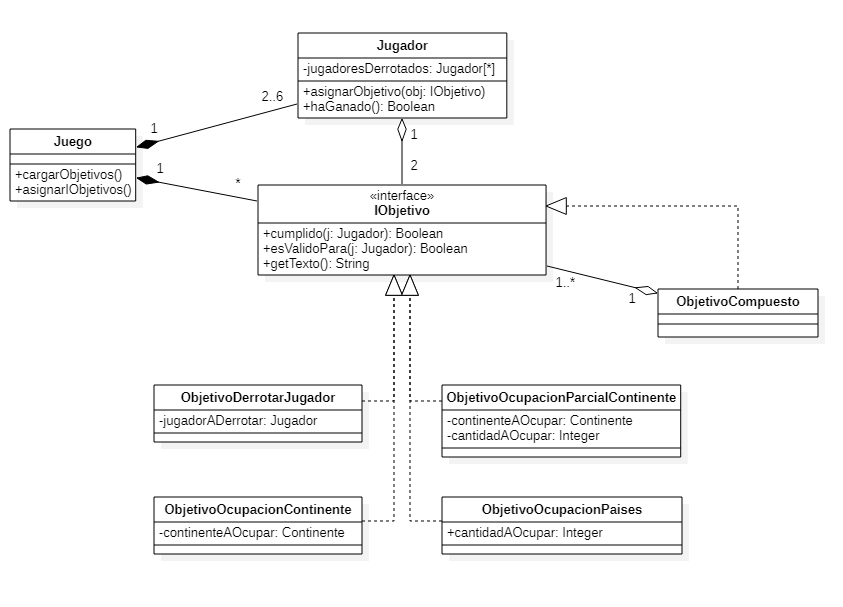 Jugador
-jugadoresDerrotados: Jugador[*]
+asignarObjetivo(obj: IObjetivo)
+haGanado(): Boolean
2..6
1
1
Juego
+cargarObjetivos()
+asignarIObjetivos()
1
*
2
«interface»
IObjetivo
+cumplido(j: Jugador): Boolean
+esValidoPara(j: Jugador): Boolean
+getTexto(): String
1..*
1
ObjetivoCompuesto
ObjetivoDerrotarJugador
-jugadorADerrotar: Jugador
ObjetivoOcupacionParcialContinente
-continenteAOcupar: Continente
-cantidadAOcupar: Integer
ObjetivoOcupacionContinente
-continenteAOcupar: Continente
ObjetivoOcupacionPaises
+cantidadAOcupar: Integer